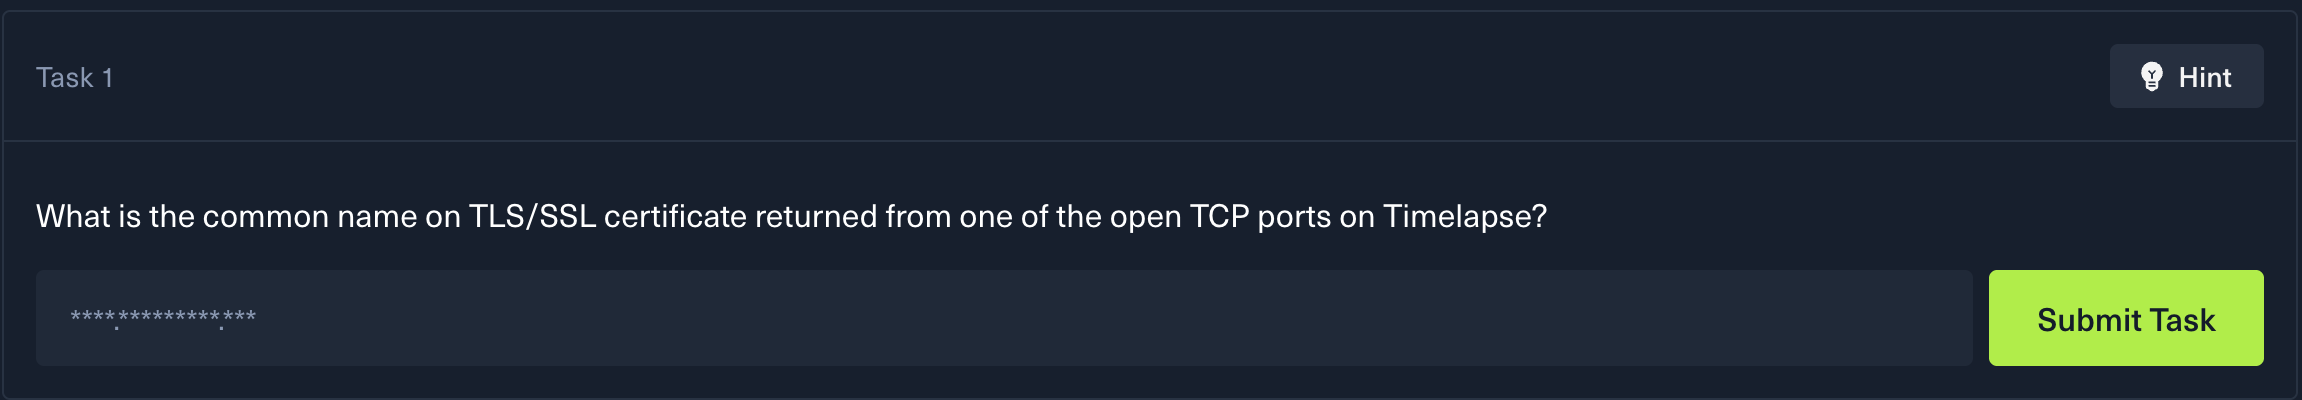 Task 1
Hint
What is the common name on TLS/SSL certificate returned from one of the open TCP ports on Timelapse?
****.*********.***
Submit Task